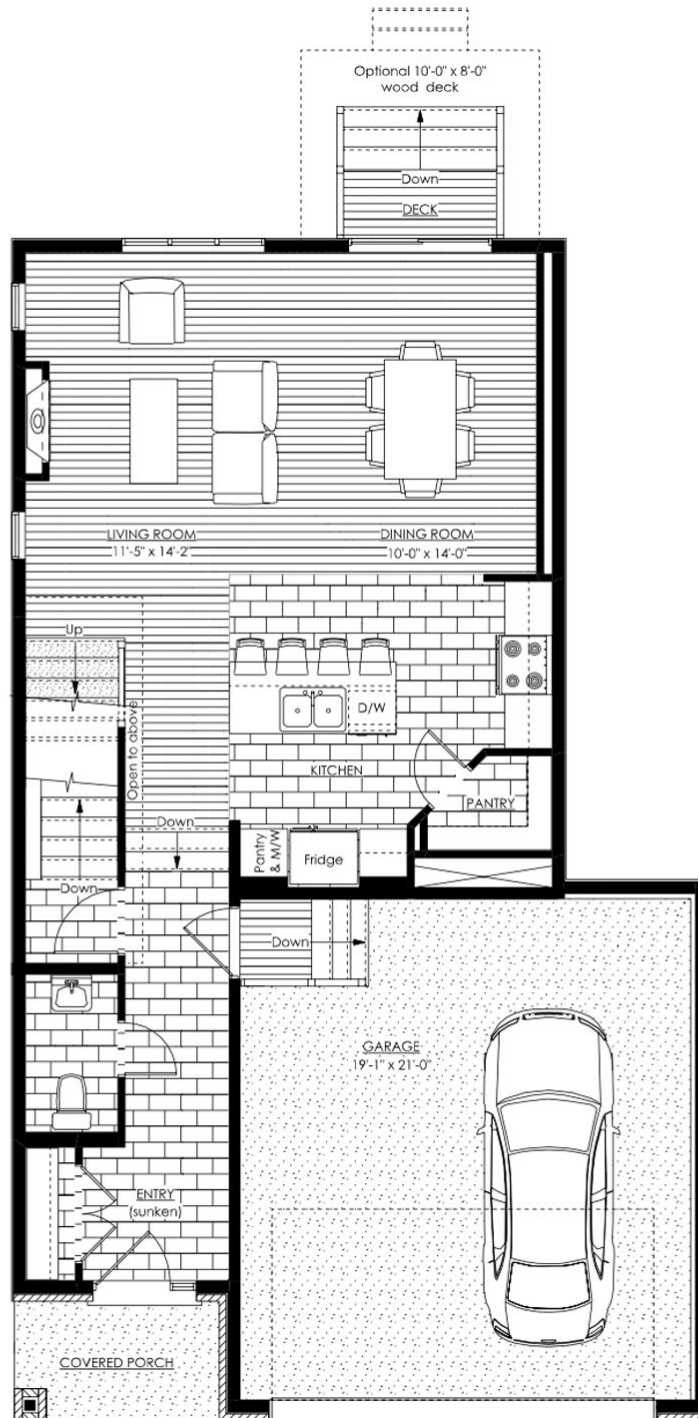 Optional 10'-0" x 8'-0"
wood deck
Down
DECK
LIVING ROOM
11'-5" x 14'-2"
DINING ROOM
10'-0" x 14'-0"
Up
Open to above
D/W
KITCHEN
PANTRY
Down
Pantry
& M/W
Fridge
Down
Down
GARAGE
19'-1" x 21'-0"
ENTRY
(sunken)
COVERED PORCH